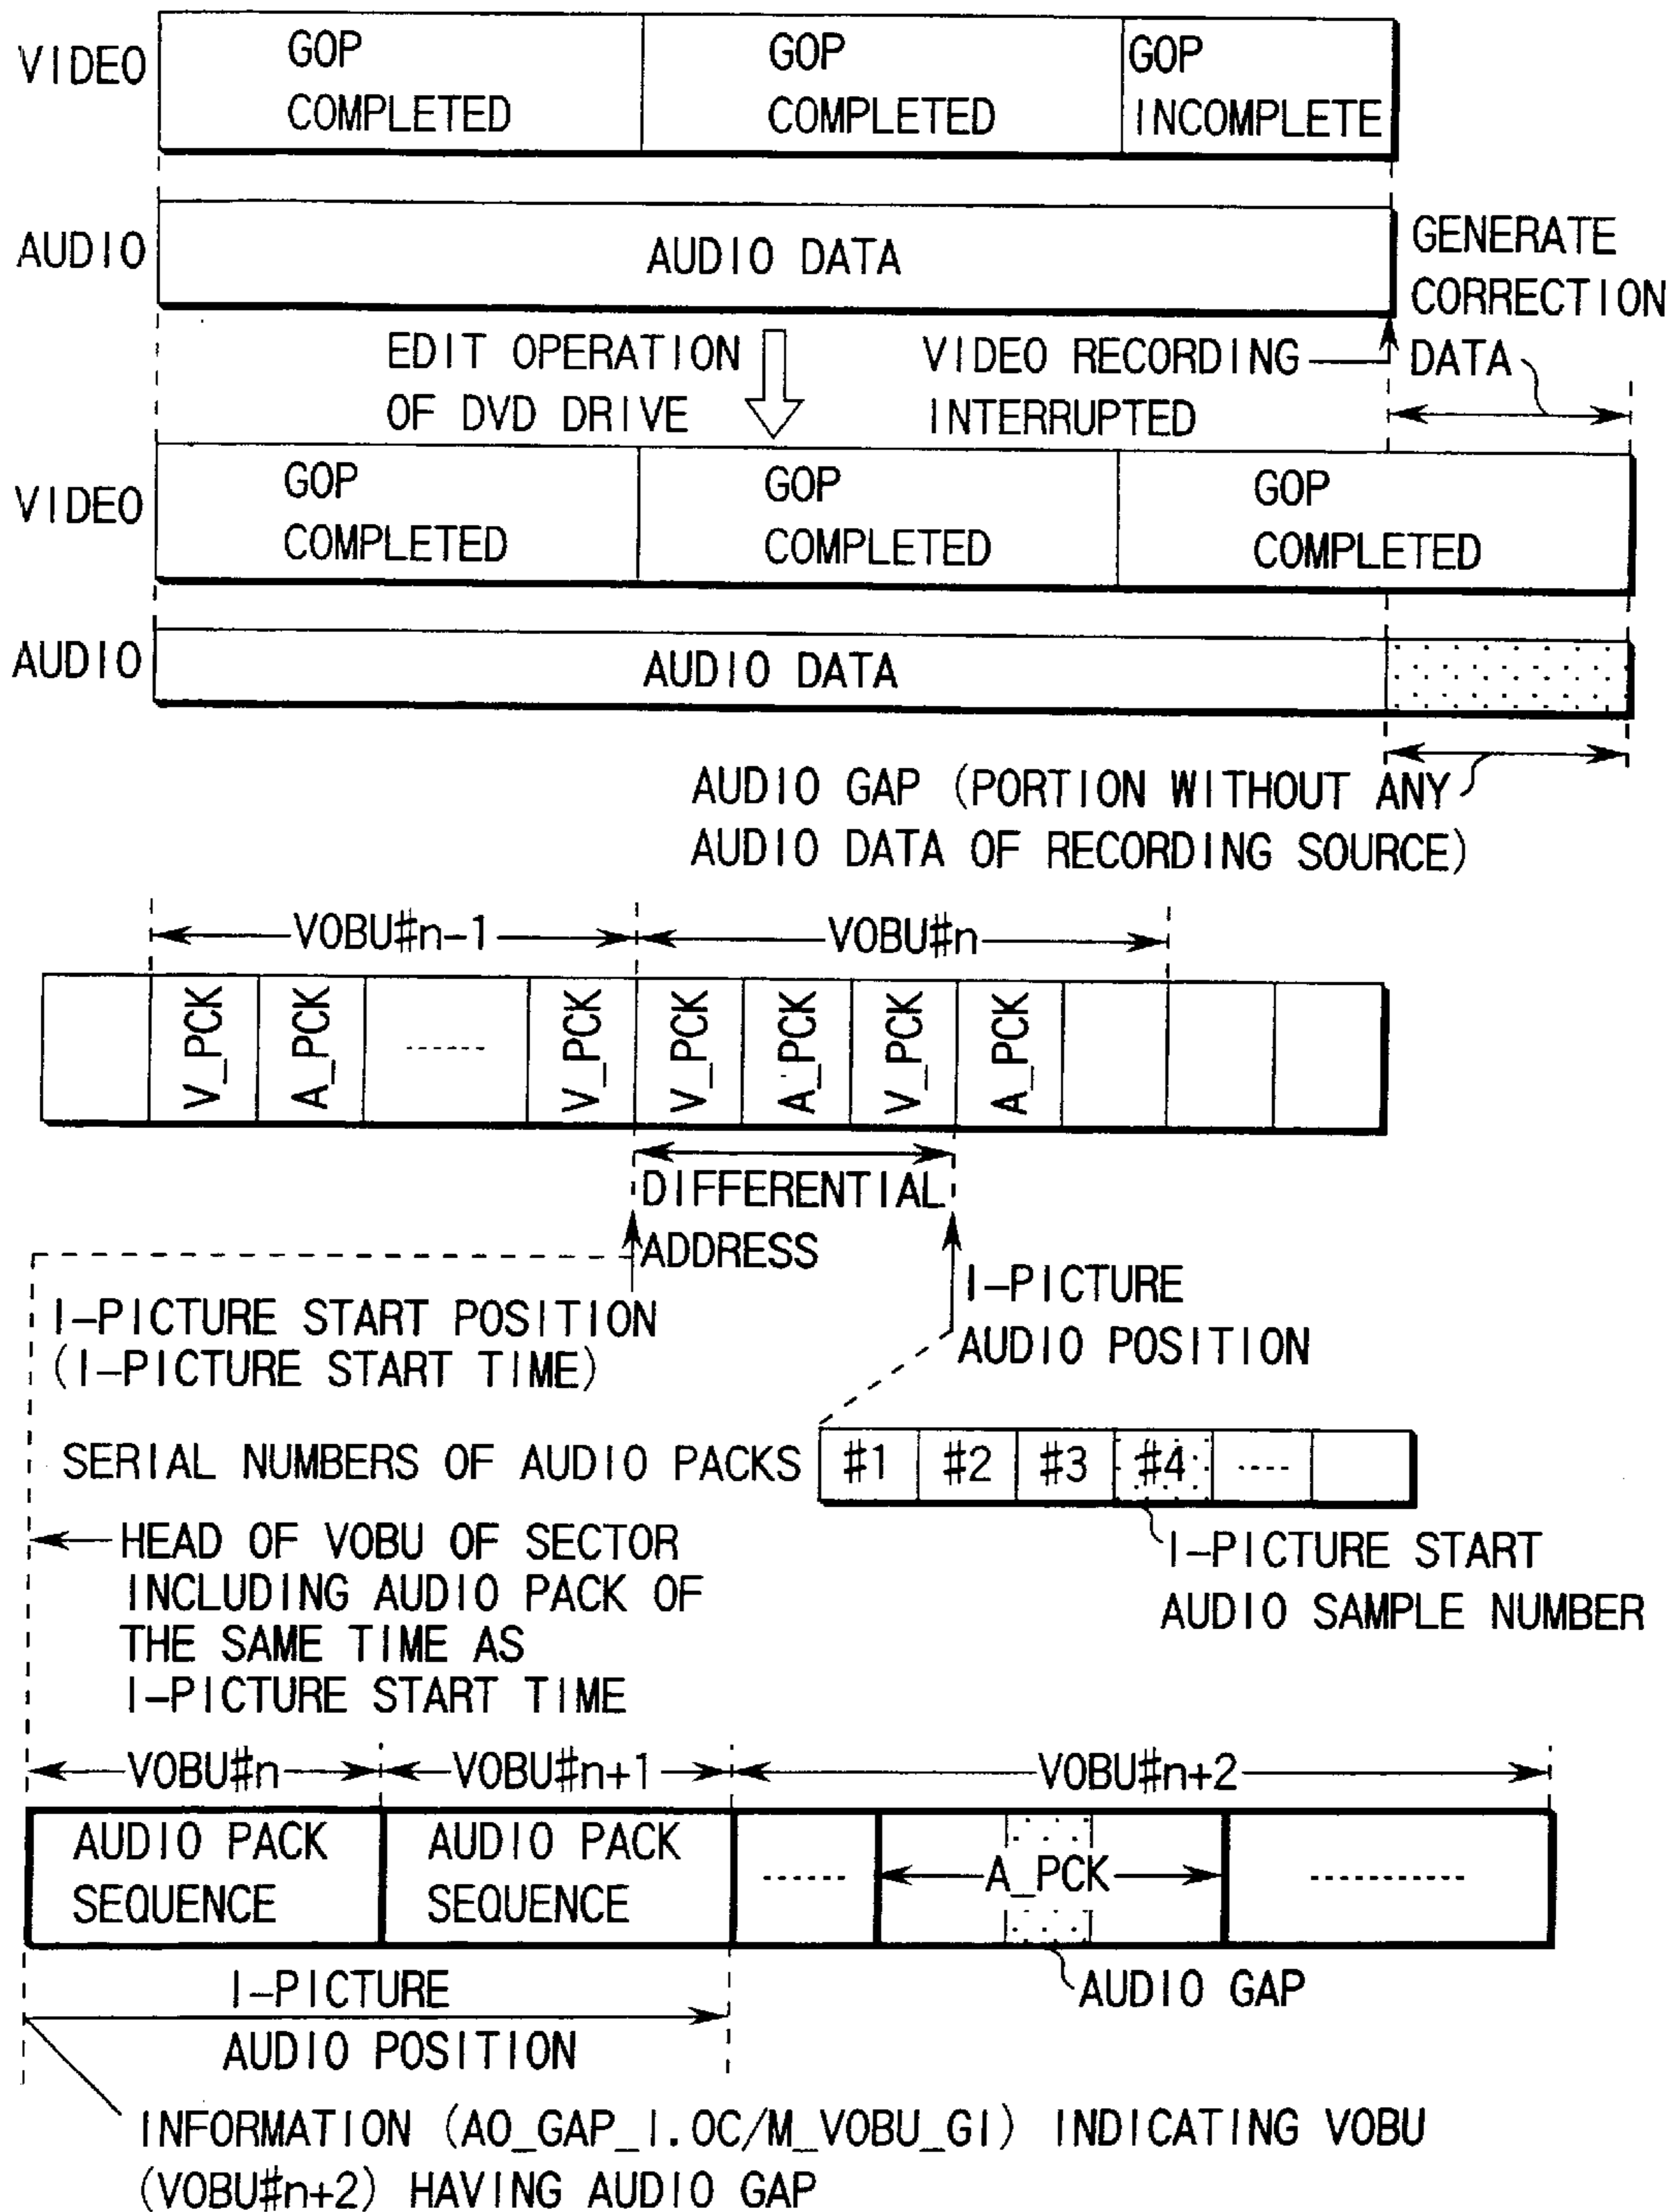 VIDEO
GOP
COMPLETED
GOP
COMPLETED
GOP
INCOMPLETE
AUDIO
AUDIO DATA
GENERATE
CORRECTION
DATA
EDIT OPERATION
OF DVD DRIVE
VIDEO RECORDING
INTERRUPTED
VIDEO
GOP
COMPLETED
GOP
COMPLETED
GOP
COMPLETED
AUDIO
AUDIO DATA
AUDIO GAP (PORTION WITHOUT ANY
AUDIO DATA OF RECORDING SOURCE)
VOBU#n-1
VOBU#n
V_PCK
A_PCK
V_PCK
V_PCK
A_PCK
V_PCK
A_PCK
DIFFERENTIAL
ADDRESS
I-PICTURE START POSITION
(I-PICTURE START TIME)
I-PICTURE
AUDIO POSITION
SERIAL NUMBERS OF AUDIO PACKS #1 #2 #3 #4 ----
HEAD OF VOBU OF SECTOR
INCLUDING AUDIO PACK OF
THE SAME TIME AS
I-PICTURE START TIME
I-PICTURE START
AUDIO SAMPLE NUMBER
VOBU#n
VOBU#n+1
VOBU#n+2
AUDIO PACK
SEQUENCE
AUDIO PACK
SEQUENCE
A_PCK
AUDIO GAP
I-PICTURE
AUDIO POSITION
INFORMATION (A0_GAP_I.OC/M_VOBU_GI) INDICATING VOBU
(VOBU#n+2) HAVING AUDIO GAP